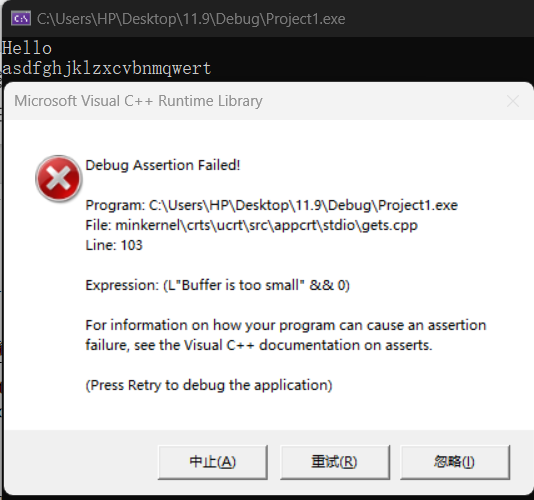 C:\Users\HP\Desktop\11.9\Debug\Project1.exe
Hello
asdfghjklzxcvbnmqwert
Microsoft Visual C++ Runtime Library
Debug Assertion Failed!
Program: C:\Users\HP\Desktop\11.9\Debug\Project1.exe
File: minkernel\crts\ucrt\src\appcrt\stdio\gets.cpp
Line: 103
Expression: (L"Buffer is too small" && 0)
For information on how your program can cause an assertion
failure, see the Visual C++ documentation on asserts.
(Press Retry to debug the application)
中止(A) 重试(R) 忽略(I)